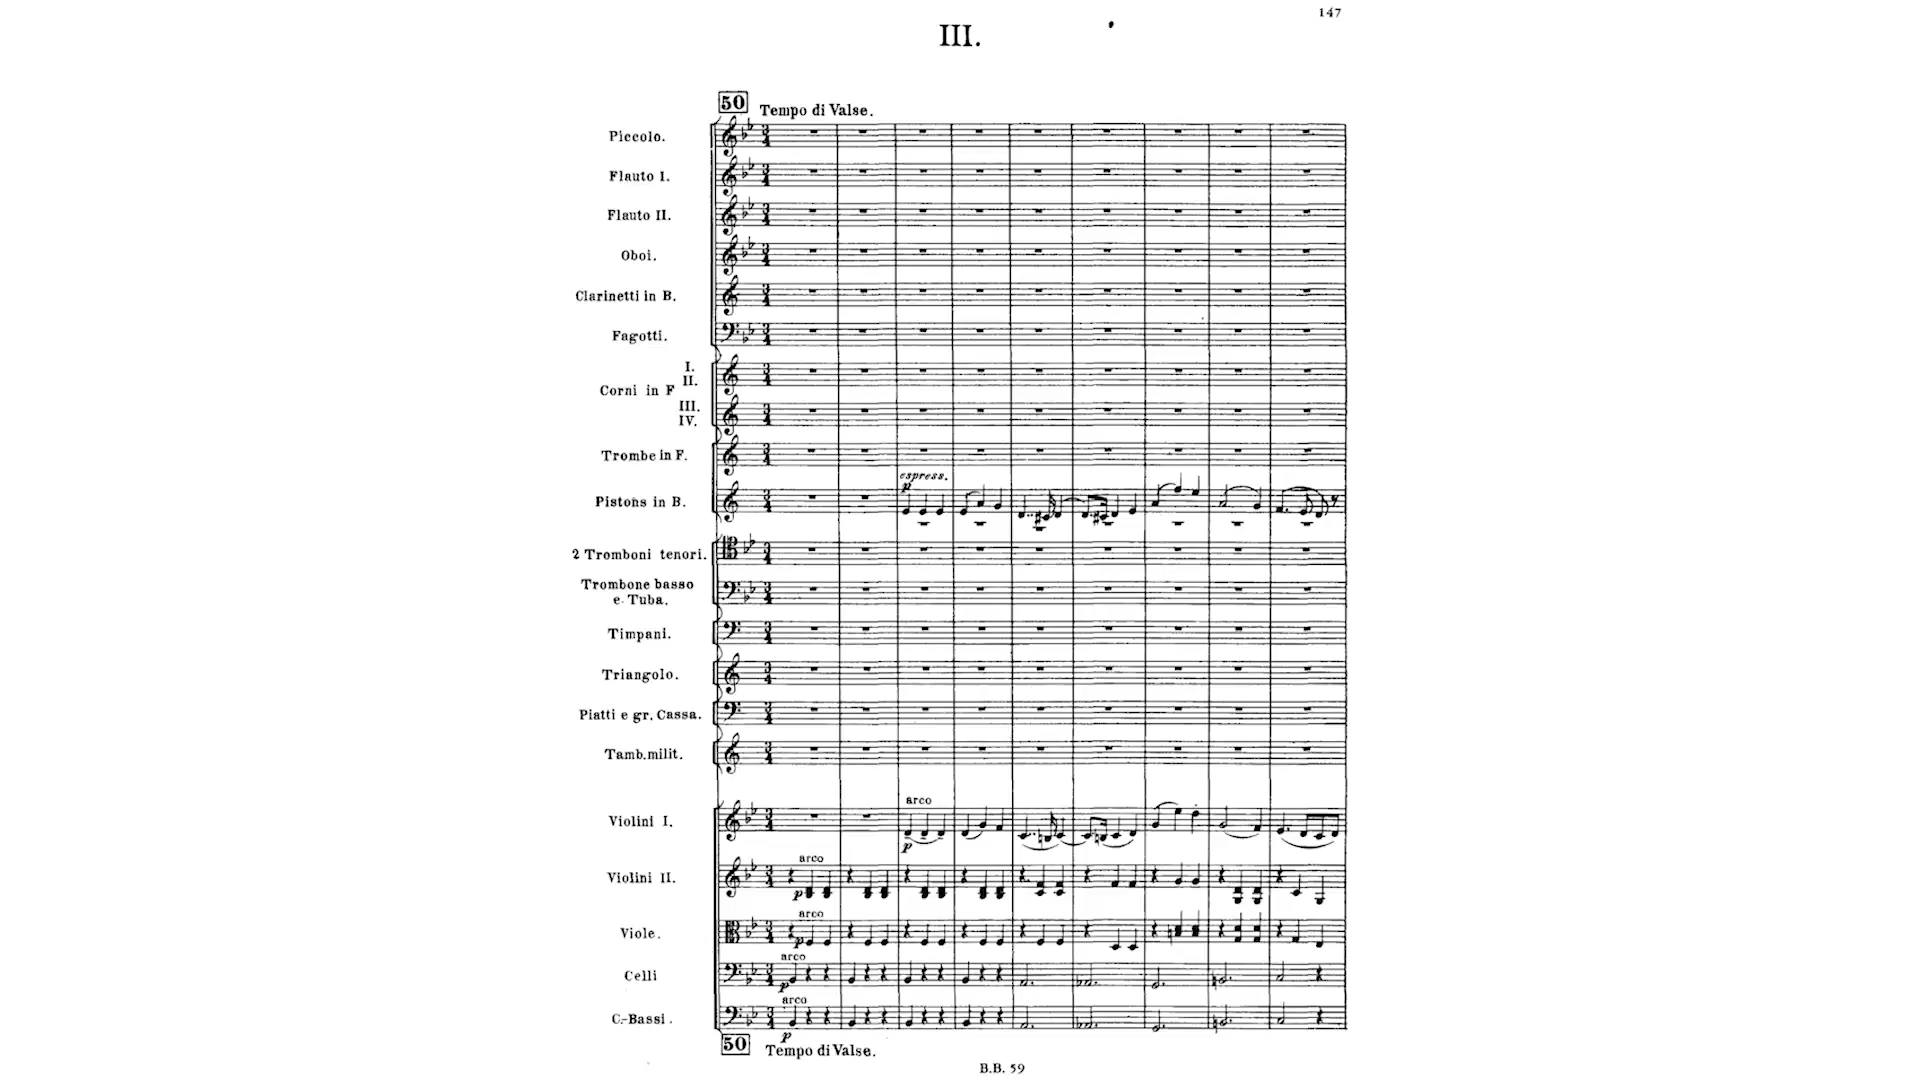 147
III.
50 Tempo di Valse.
Piccolo.
Flauto I.
Flauto II.
Oboi.
Clarinetti in B.
Fagotti.
I.
II.
Corni in F
III.
IV.
Trombe in F.
espress.
p
Pistons in B.
2 Tromboni tenori.
Trombone basso
e Tuba.
Timpani.
Triangolo.
Piatti e gr. Cassa.
Tamb. milit.
arco
Violini I.
p
arco
Violini II.
p
arco
Viole.
p
arco
Celli
p
arco
C.-Bassi.
p
50 Tempo di Valse.
B.B. 59